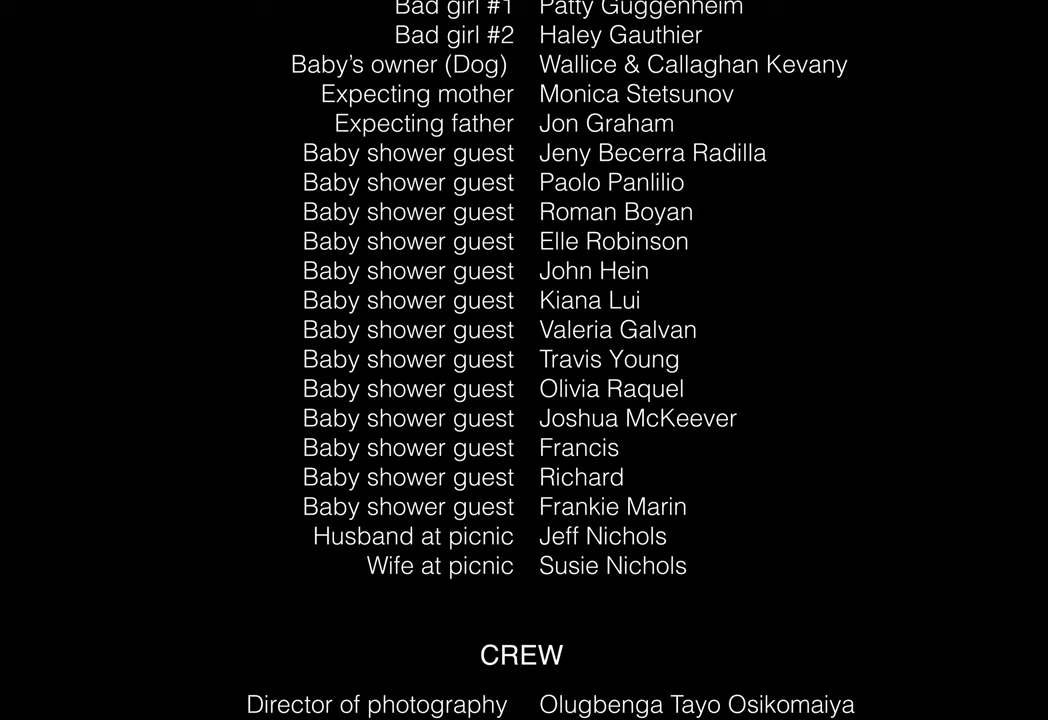 Bad girl #1 Patty Guggenheim
Bad girl #2 Haley Gauthier
Baby's owner (Dog) Wallice & Callaghan Kevany
Expecting mother Monica Stetsunov
Expecting father Jon Graham
Baby shower guest Jeny Becerra Radilla
Baby shower guest Paolo Panlilio
Baby shower guest Roman Boyan
Baby shower guest Elle Robinson
Baby shower guest John Hein
Baby shower guest Kiana Lui
Baby shower guest Valeria Galvan
Baby shower guest Travis Young
Baby shower guest Olivia Raquel
Baby shower guest Joshua McKeever
Baby shower guest Francis
Baby shower guest Richard
Baby shower guest Frankie Marin
Husband at picnic Jeff Nichols
Wife at picnic Susie Nichols
CREW
Director of photography Olugbenga Tayo Osikomaiya